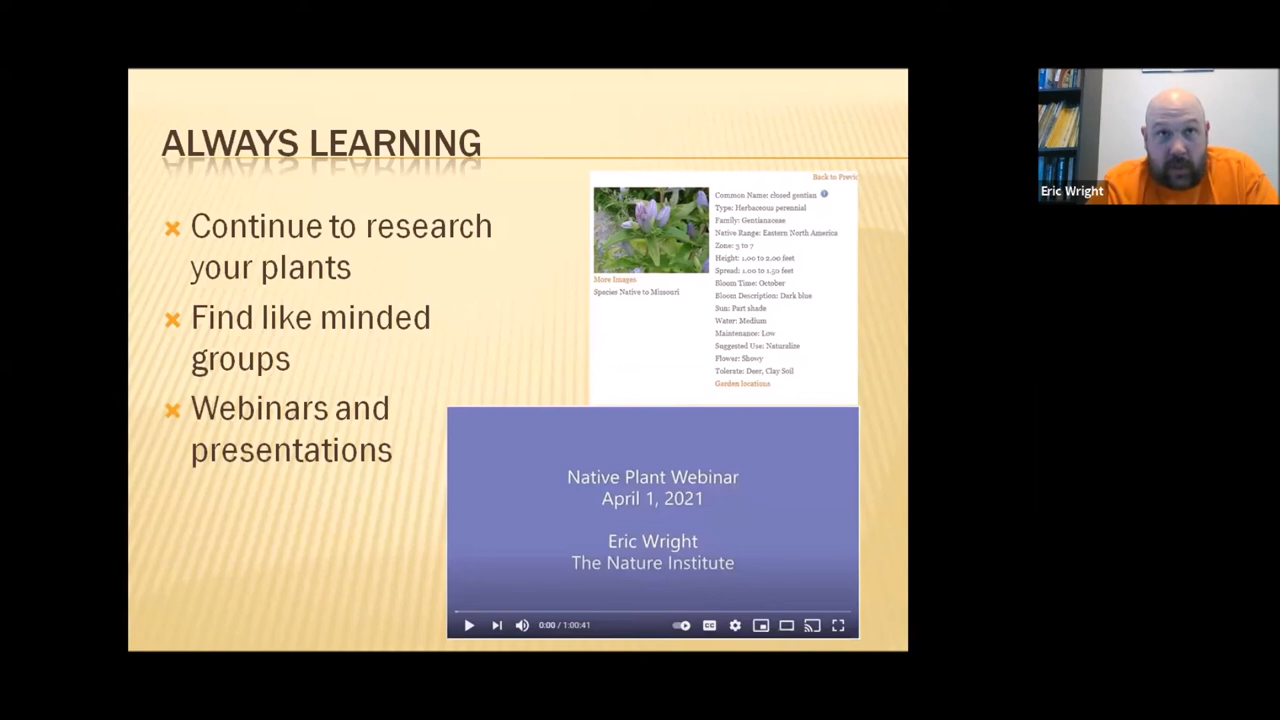 ALWAYS LEARNING
Continue to research
your plants
Find like minded
groups
Webinars and
presentations
Back to Previo
Common Name: closed gentian
Type: Herbaceous perennial
Family: Gentianaceae
Native Range: Eastern North America
Zone: 3 to 7
Height: 1.00 to 2.00 feet
Spread: 1.00 to 1.50 feet
Bloom Time: October
Bloom Description: Dark blue
Sun: Part shade
Water: Medium
Maintenance: Low
Suggested Use: Naturalize
Flower: Showy
Tolerate: Deer, Clay Soil
Garden locations
More Images
Species Native to Missouri
Native Plant Webinar
April 1, 2021
Eric Wright
The Nature Institute
0:00 / 1:00:41
CC
Eric Wright